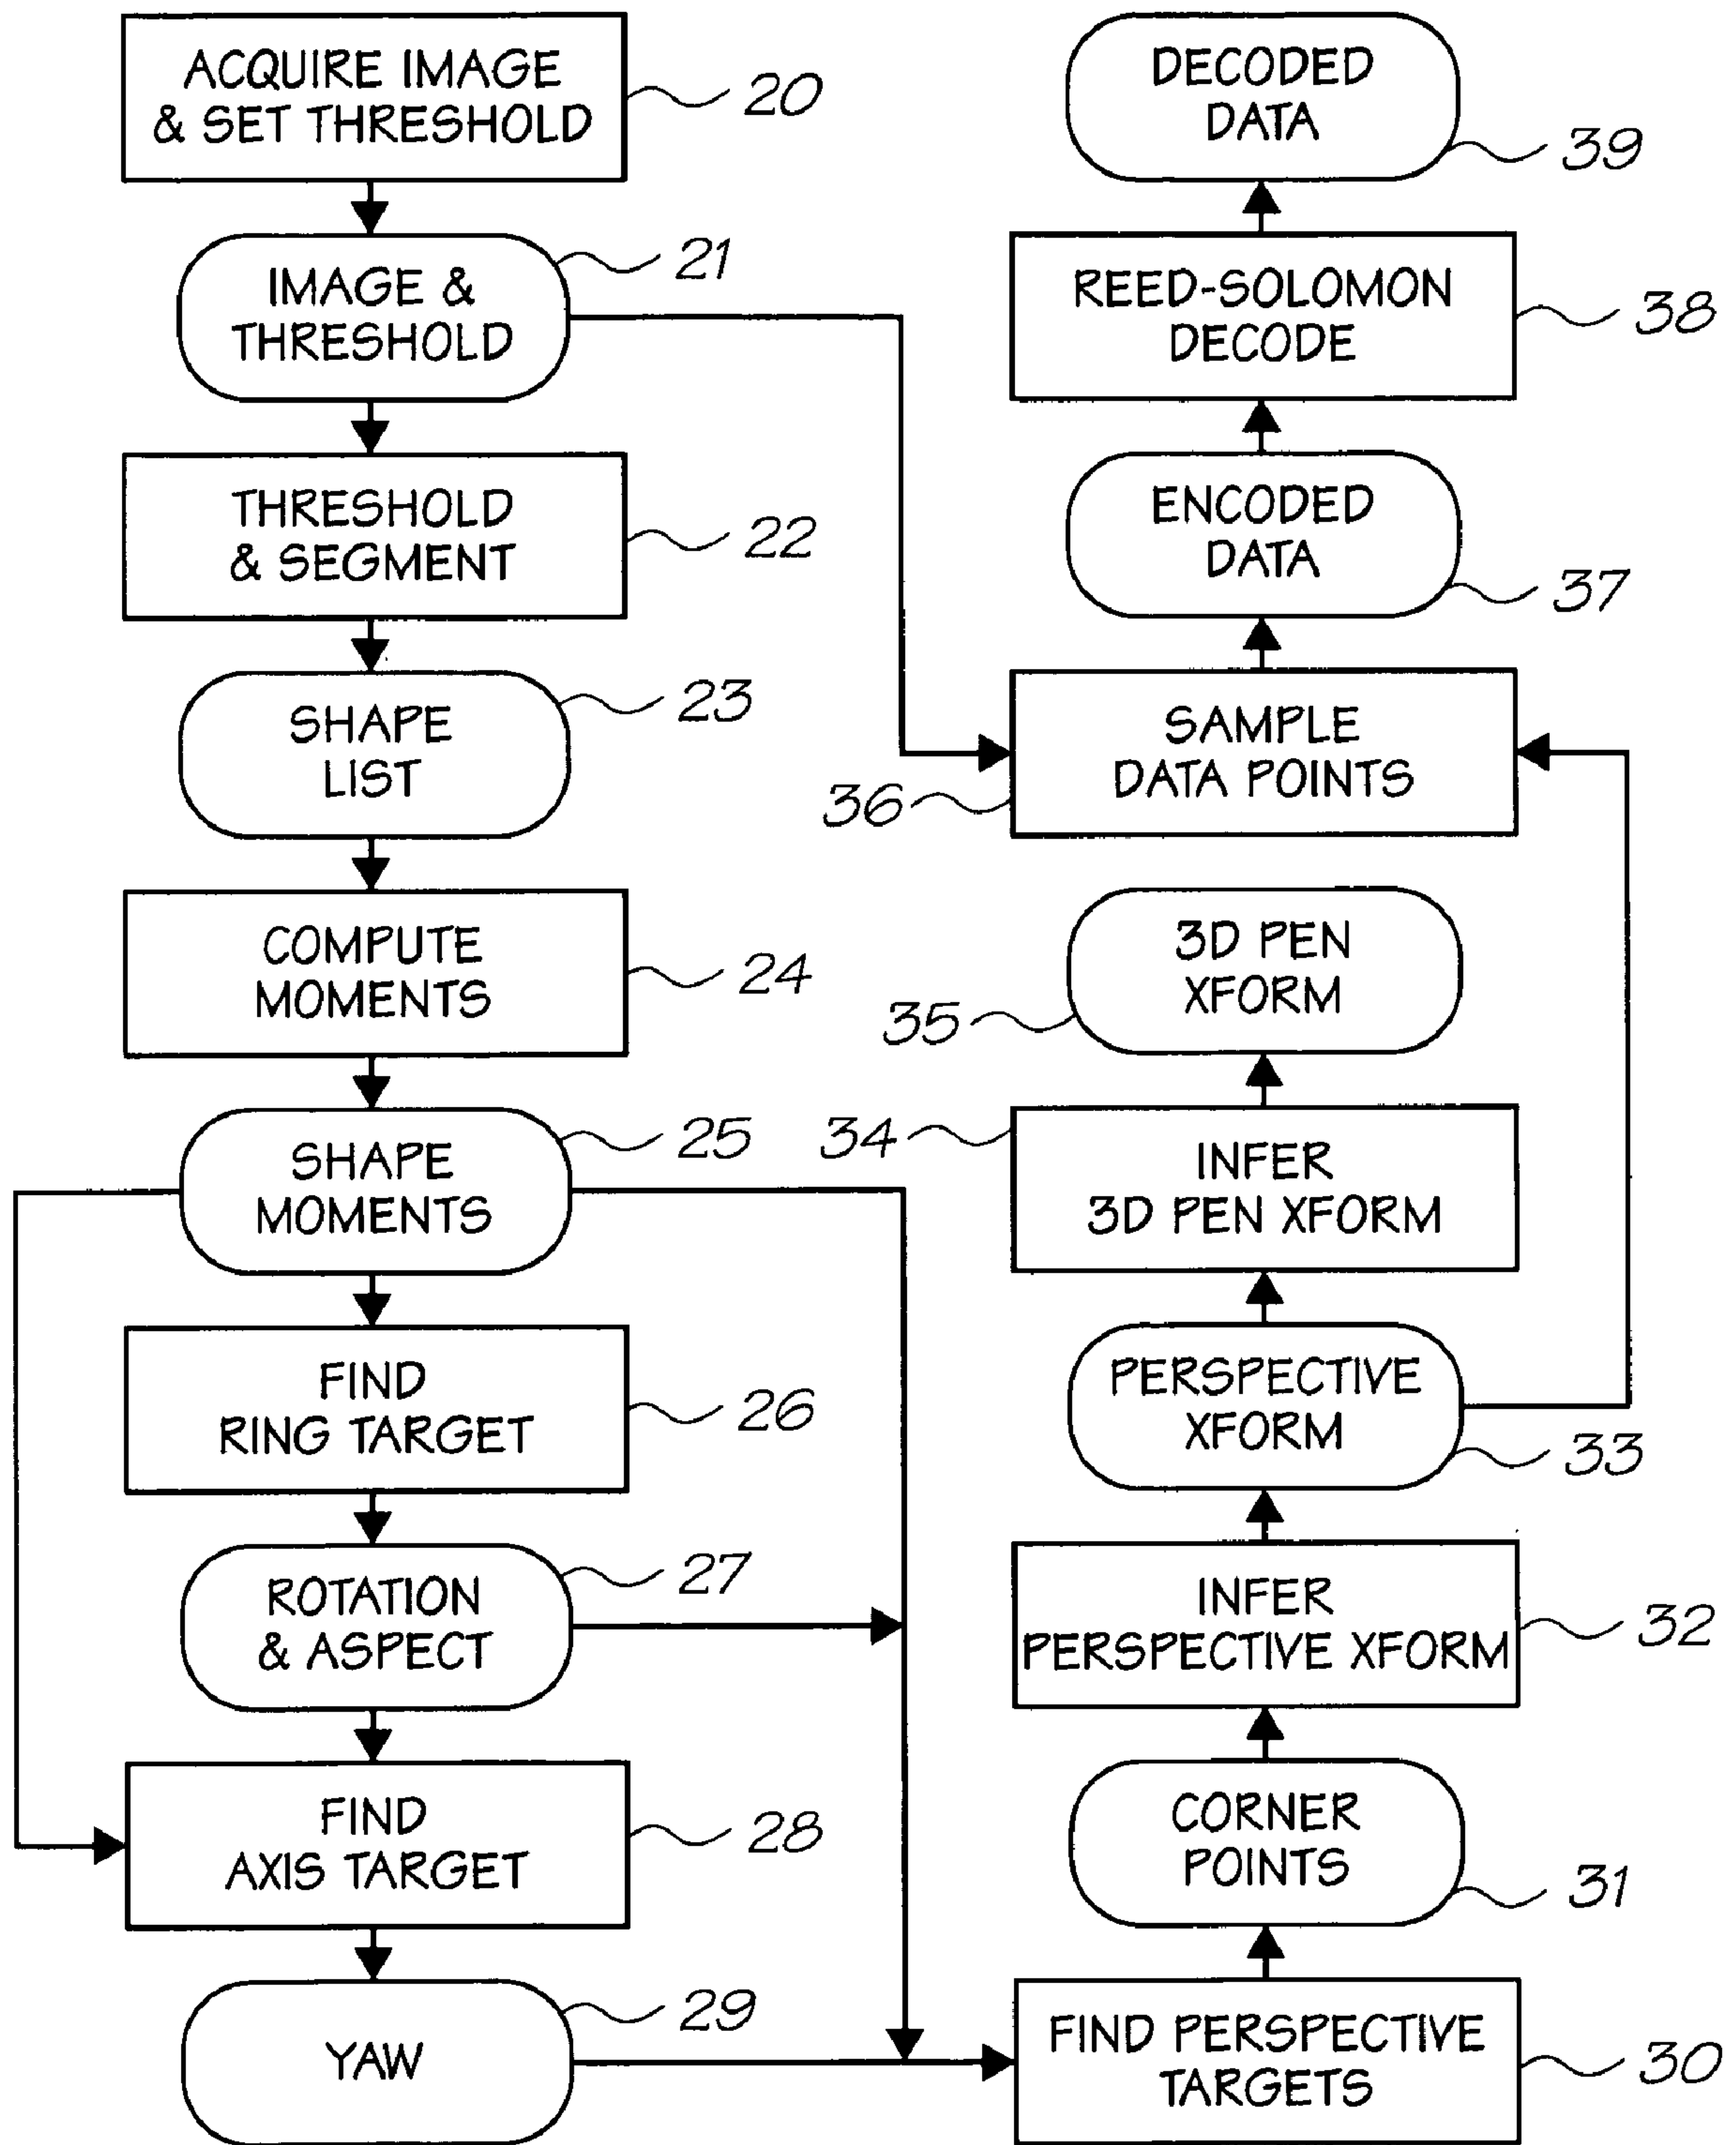 ACQUIRE IMAGE
& SET THRESHOLD
20
IMAGE &
THRESHOLD
21
THRESHOLD
& SEGMENT
22
SHAPE
LIST
23
COMPUTE
MOMENTS
24
SHAPE
MOMENTS
25
FIND
RING TARGET
26
ROTATION
& ASPECT
27
FIND
AXIS TARGET
28
YAW
29
DECODED
DATA
39
REED-SOLOMON
DECODE
38
ENCODED
DATA
37
SAMPLE
DATA POINTS
36
3D PEN
XFORM
35
INFER
3D PEN XFORM
34
PERSPECTIVE
XFORM
33
INFER
PERSPECTIVE XFORM
32
CORNER
POINTS
31
FIND PERSPECTIVE
TARGETS
30